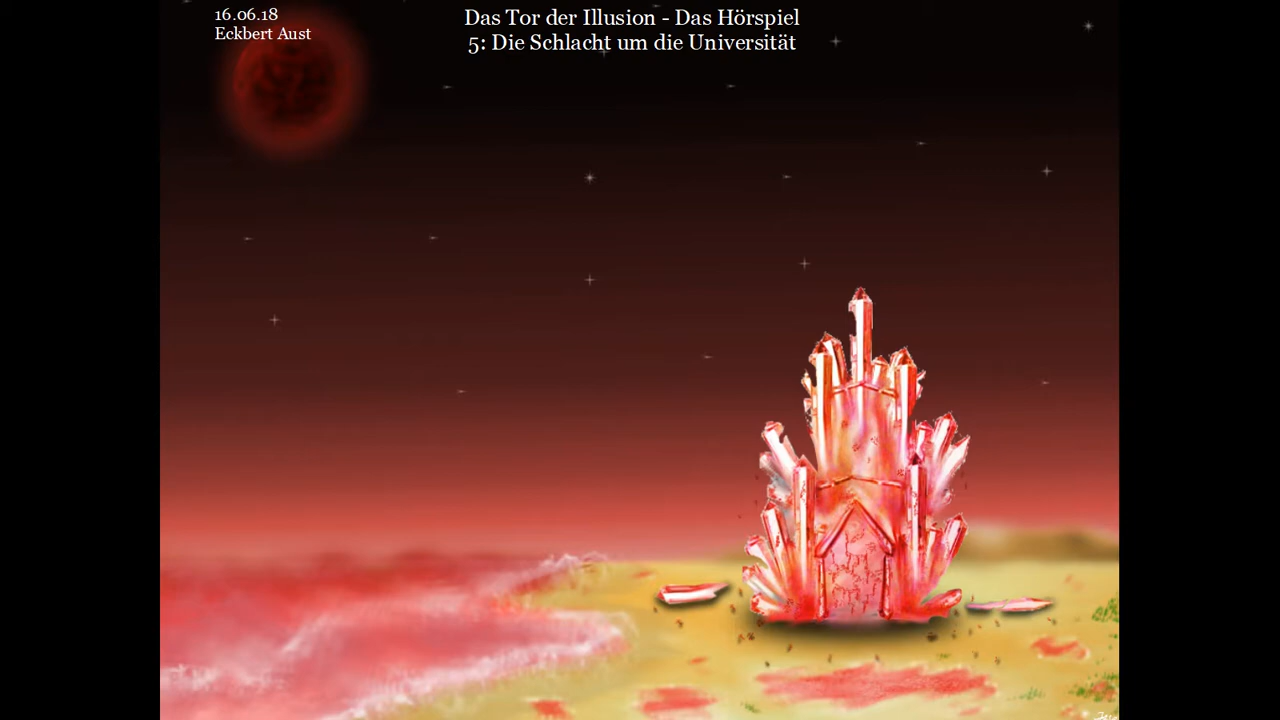 16.06.18
Eckbert Aust
Das Tor der Illusion - Das Hörspiel
5: Die Schlacht um die Universität